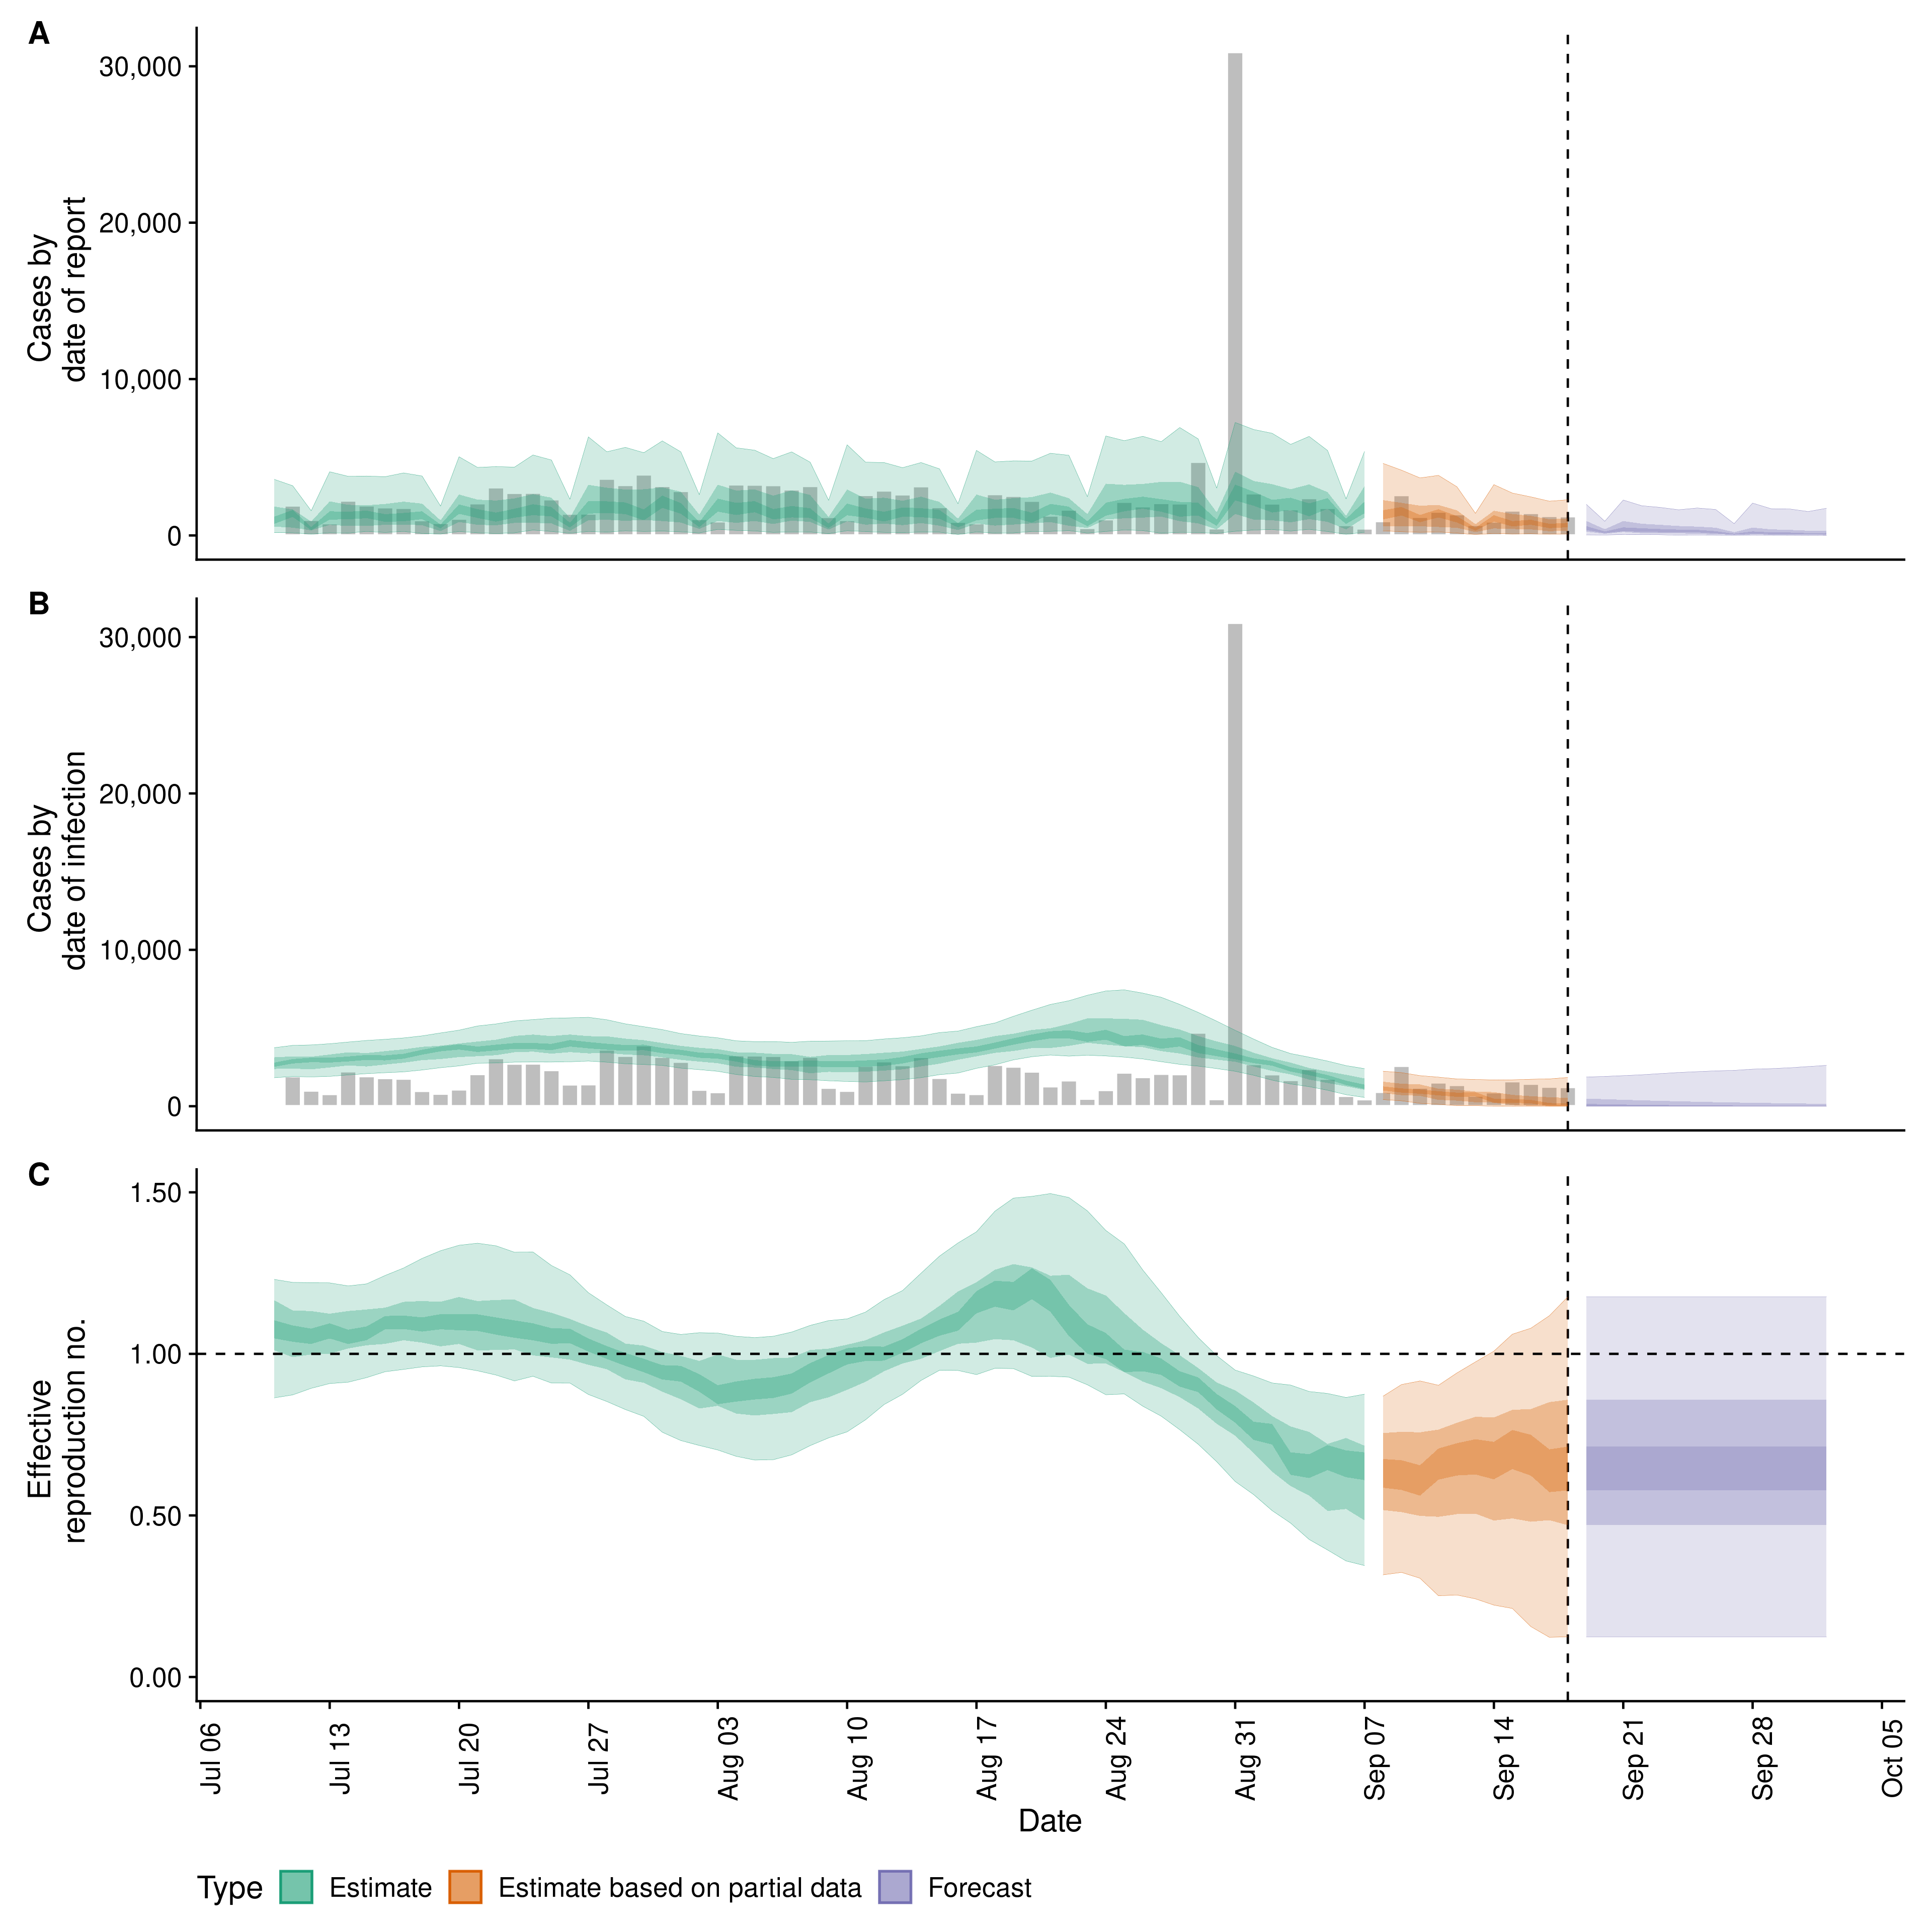 A
30,000
20,000
10,000
0
Cases by
date of report
B
30,000
20,000
10,000
0
Cases by
date of infection
C
1.50
1.00
0.50
0.00
Effective
reproduction no.
Jul 06
Jul 13
Jul 20
Jul 27
Aug 03
Aug 10
Aug 17
Aug 24
Aug 31
Sep 07
Sep 14
Sep 21
Sep 28
Oct 05
Date
Type Estimate Estimate based on partial data Forecast